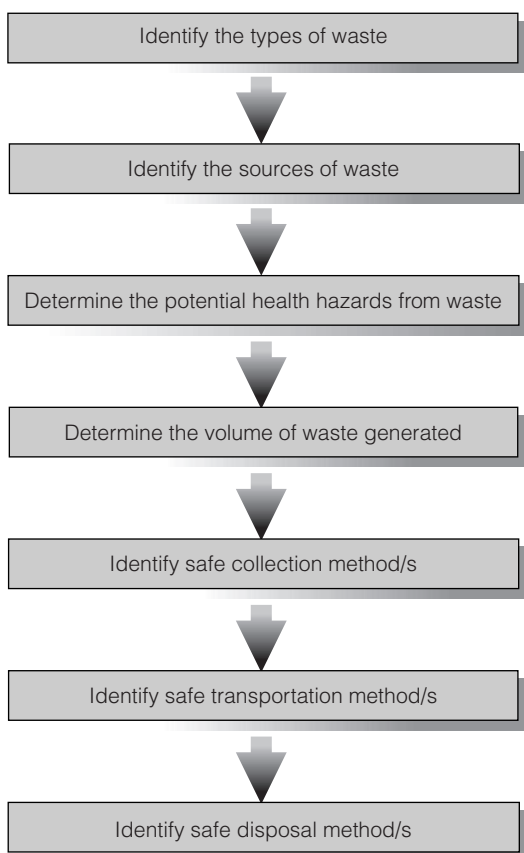 Identify the types of waste
Identify the sources of waste
Determine the potential health hazards from waste
Determine the volume of waste generated
Identify safe collection method/s
Identify safe transportation method/s
Identify safe disposal method/s